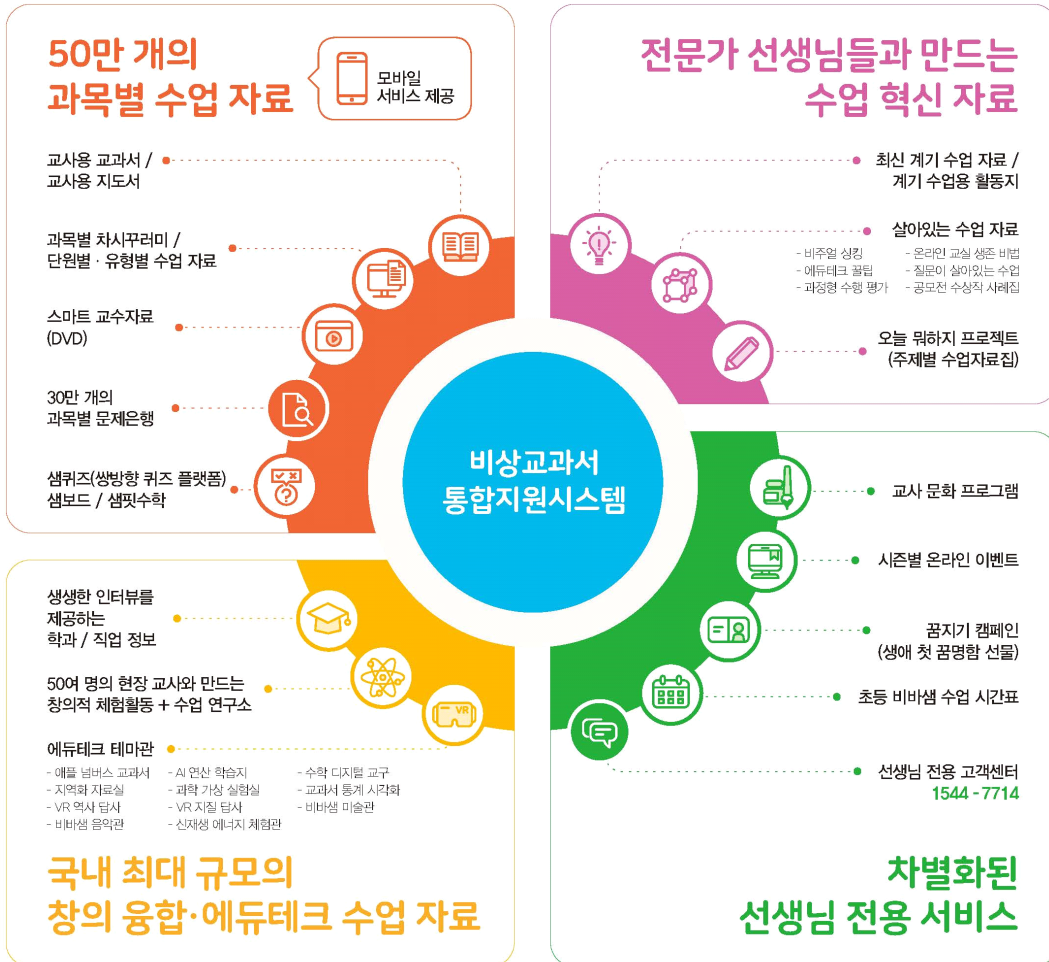 50만 개의
과목별 수업 자료
모바일
서비스 제공
교사용 교과서 /
교사용 지도서
과목별 차시꾸러미 /
단원별 · 유형별 수업 자료
스마트 교수자료
(DVD)
30만 개의
과목별 문제은행
샘퀴즈(쌍방향 퀴즈 플랫폼)
샘보드 / 샘핏수학
전문가 선생님들과 만드는
수업 혁신 자료
최신 계기 수업 자료 /
계기 수업용 활동지
살아있는 수업 자료
- 비주얼 싱킹
- 에듀테크 꿀팁
- 과정형 수행 평가
- 온라인 교실 생존 비법
- 질문이 살아있는 수업
- 공모전 수상작 사례집
오늘 뭐하지 프로젝트
(주제별 수업자료집)
비상교과서
통합지원시스템
생생한 인터뷰를
제공하는
학과 / 직업 정보
50여 명의 현장 교사와 만드는
창의적 체험활동 + 수업 연구소
에듀테크 테마관
- 애플 넘버스 교과서
- 지역화 자료실
- VR 역사 답사
- 비바샘 음악관
- AI 연산 학습지
- 과학 가상 실험실
- VR 지질 답사
- 신재생 에너지 체험관
- 수학 디지털 교구
- 교과서 통계 시각화
- 비바샘 미술관
VR
국내 최대 규모의
창의 융합·에듀테크 수업 자료
교사 문화 프로그램
시즌별 온라인 이벤트
꿈지기 캠페인
(생애 첫 꿈명함 선물)
초등 비바샘 수업 시간표
선생님 전용 고객센터
1544 - 7714
차별화된
선생님 전용 서비스